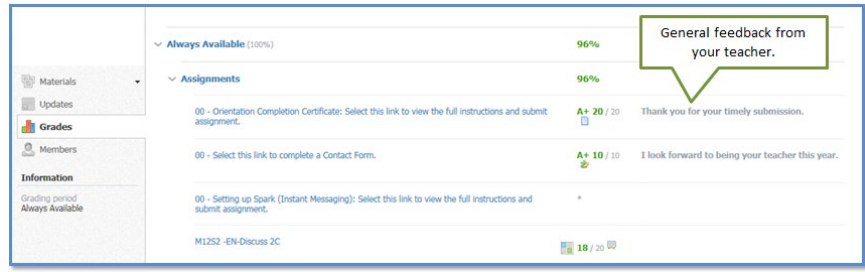 General feedback from
your teacher.
Always Available (100%) 96%
Materials
Updates
Grades
Members
Information
Grading period
Always Available
Assignments 96%
00 - Orientation Completion Certificate: Select this link to view the full instructions and submit
assignment.
A+ 20 / 20
Thank you for your timely submission.
00 - Select this link to complete a Contact Form.
A+ 10 / 10
I look forward to being your teacher this year.
00 - Setting up Spark (Instant Messaging): Select this link to view the full instructions and
submit assignment.
*
M12S2 -EN-Discuss 2C
18 / 20